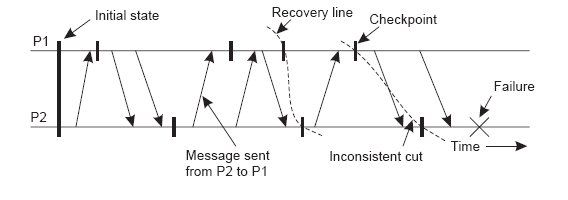 Initial state
Recovery line
Checkpoint
P1
P2
Failure
Message sent
from P2 to P1
Inconsistent cut
Time